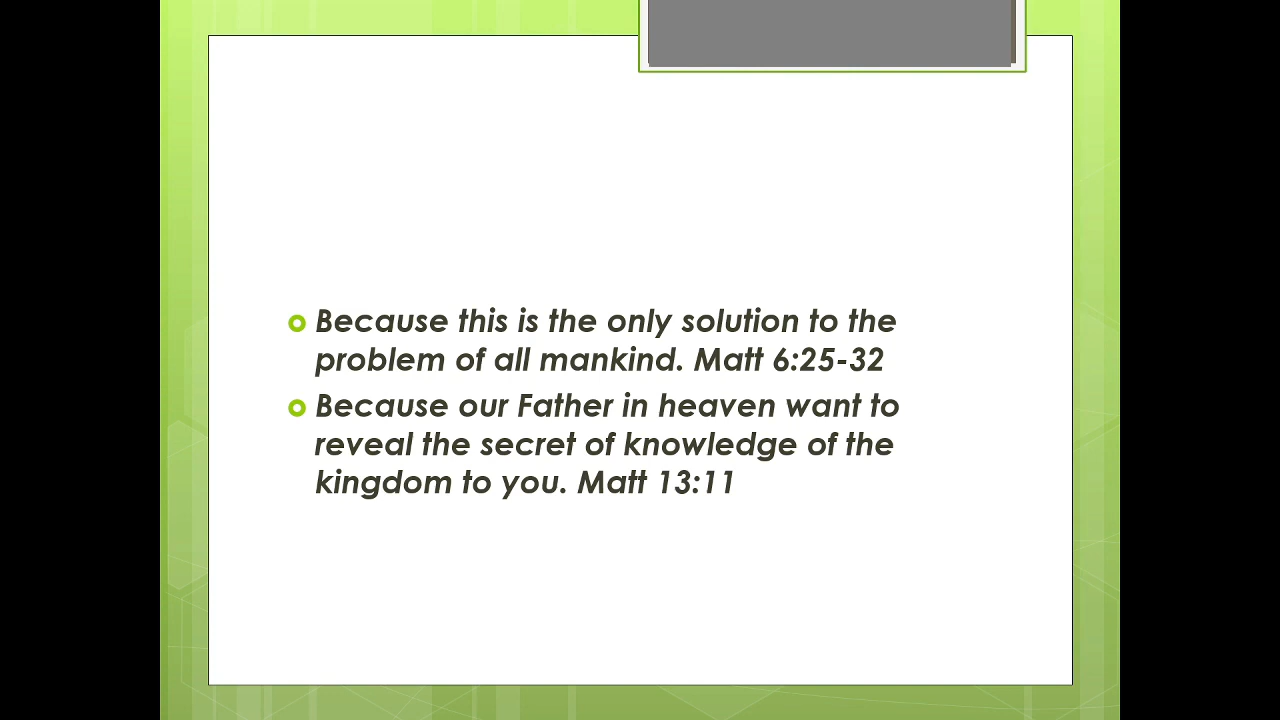 Because this is the only solution to the
problem of all mankind. Matt 6:25-32
Because our Father in heaven want to
reveal the secret of knowledge of the
kingdom to you. Matt 13:11